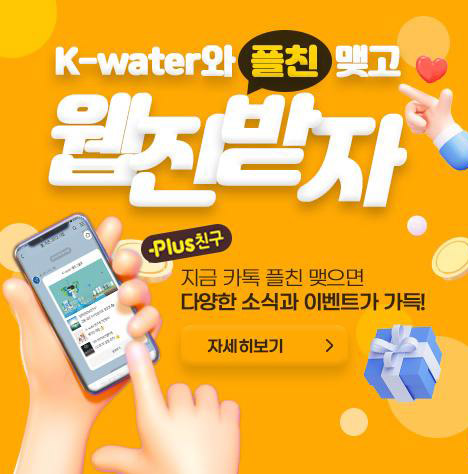 K-water와 플친 맺고
웹진받자
-Plus친구
지금 카톡 플친 맺으면
다양한 소식과 이벤트가 가득!
자세히보기